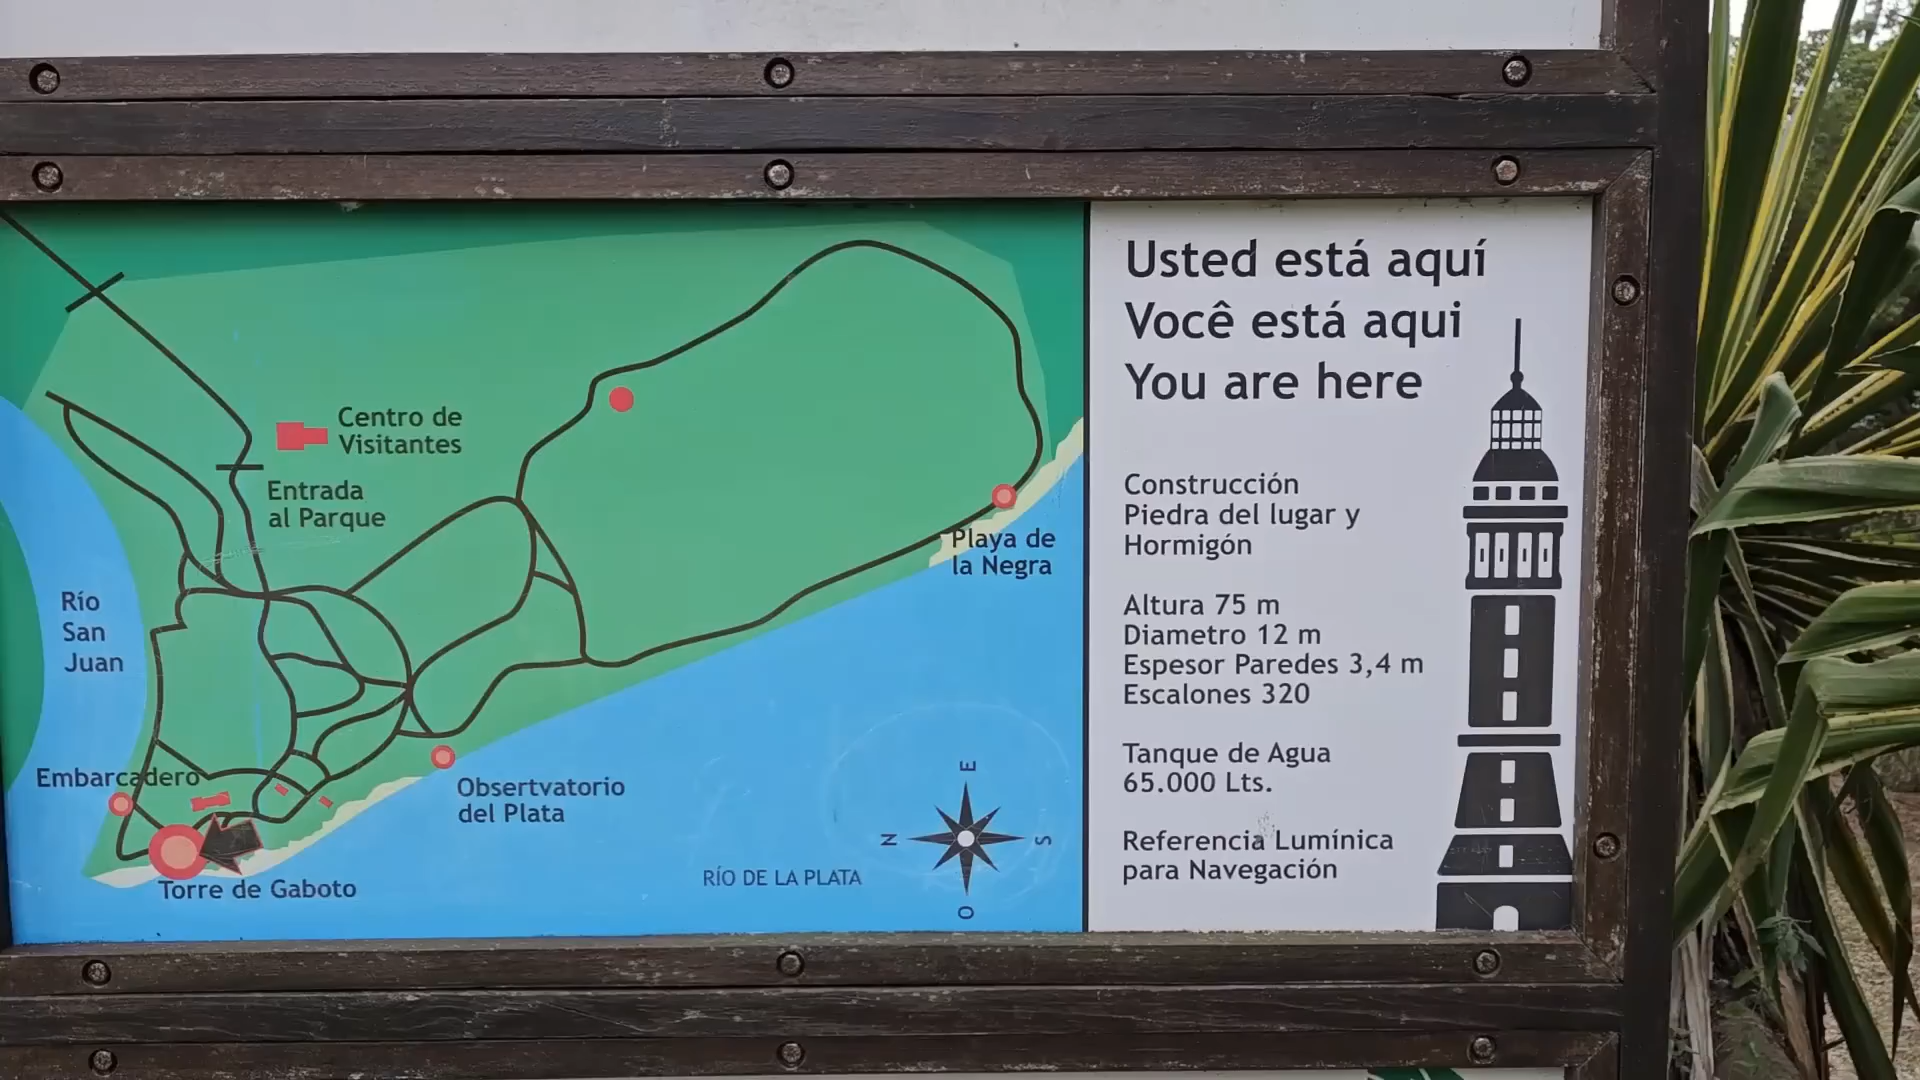 Centro de
Visitantes
Entrada
al Parque
Río
San
Juan
Playa de
la Negra
Embarcadero
Obsertvatorio
del Plata
Torre de Gaboto
RÍO DE LA PLATA
E
N
S
O
Usted está aquí
Você está aqui
You are here
Construcción
Piedra del lugar y
Hormigón
Altura 75 m
Diametro 12 m
Espesor Paredes 3,4 m
Escalones 320
Tanque de Agua
65.000 Lts.
Referencia Lumínica
para Navegación